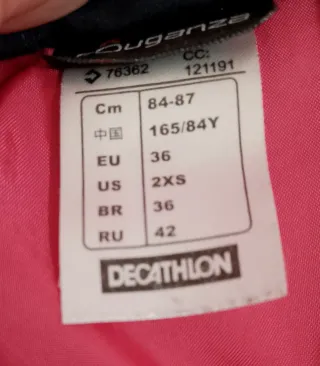 Fouganza
76362 CC:
121191
Cm 84-87
中国 165/84Y
EU 36
US 2XS
BR 36
RU 42
DECATHLON